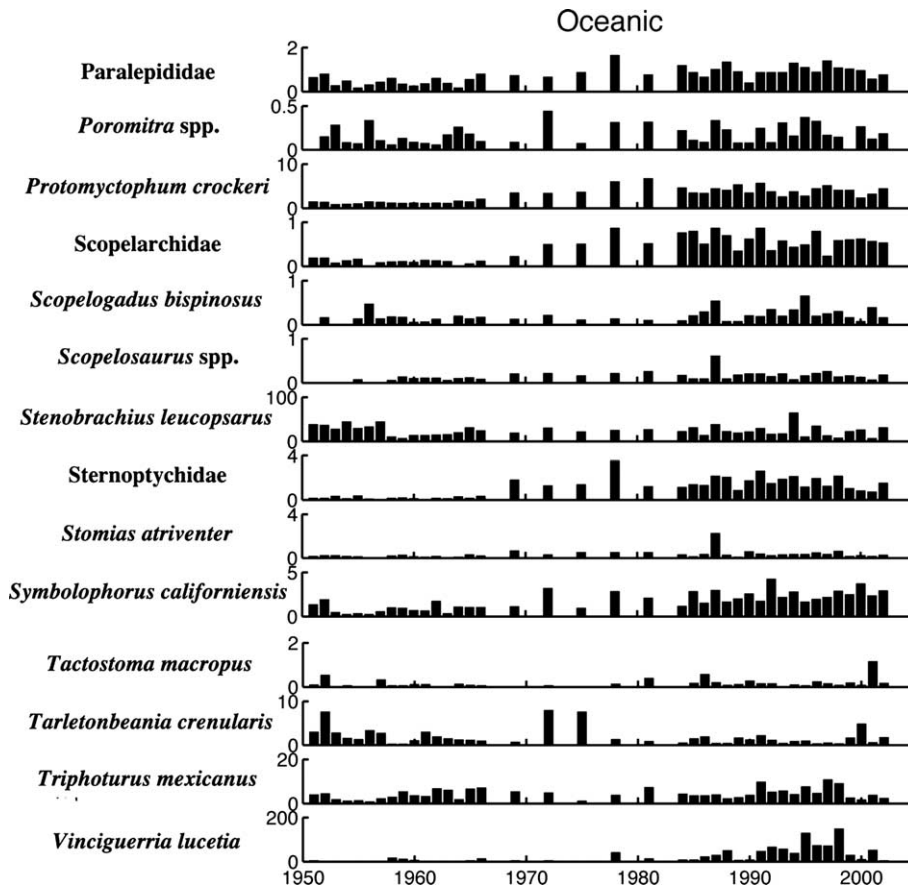 Oceanic
Paralepididae 2 0
Poromitra spp. 0.5 0
Protomyctophum crockeri 10 0
Scopelarchidae 1 0
Scopelogadus bispinosus 1 0
Scopelosaurus spp. 1 0
Stenobrachius leucopsarus 100 0
Sternoptychidae 4 0
Stomias atriventer 4 0
Symbolophorus californiensis 5 0
Tactostoma macropus 2 0
Tarletonbeania crenularis 10 0
Triphoturus mexicanus 20 0
Vinciguerria lucetia 200 0
1950 1960 1970 1980 1990 2000